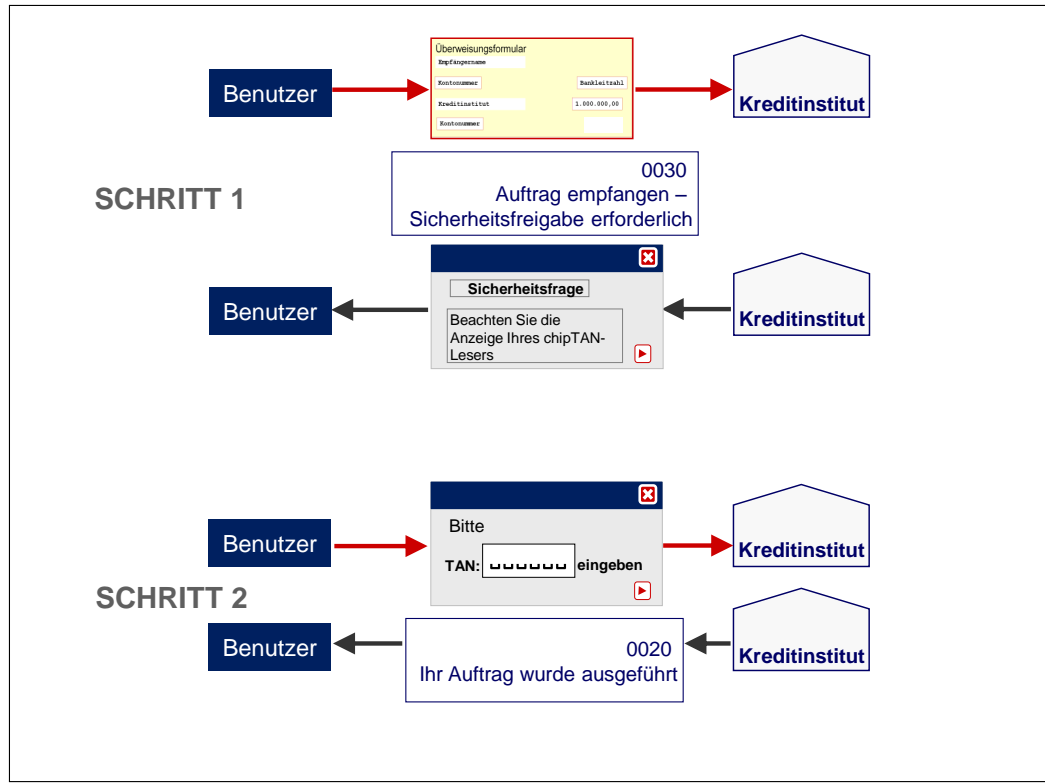 Überweisungsformular
Empfängername
Kontonummer Bankleitzahl
Kreditinstitut 1.000.000,00
Kontonummer
Benutzer
Kreditinstitut
0030
Auftrag empfangen –
Sicherheitsfreigabe erforderlich
SCHRITT 1
Sicherheitsfrage
Beachten Sie die
Anzeige Ihres chipTAN-
Lesers
Benutzer
Kreditinstitut
Bitte
TAN: eingeben
Benutzer
Kreditinstitut
SCHRITT 2
Benutzer
0020
Ihr Auftrag wurde ausgeführt
Kreditinstitut